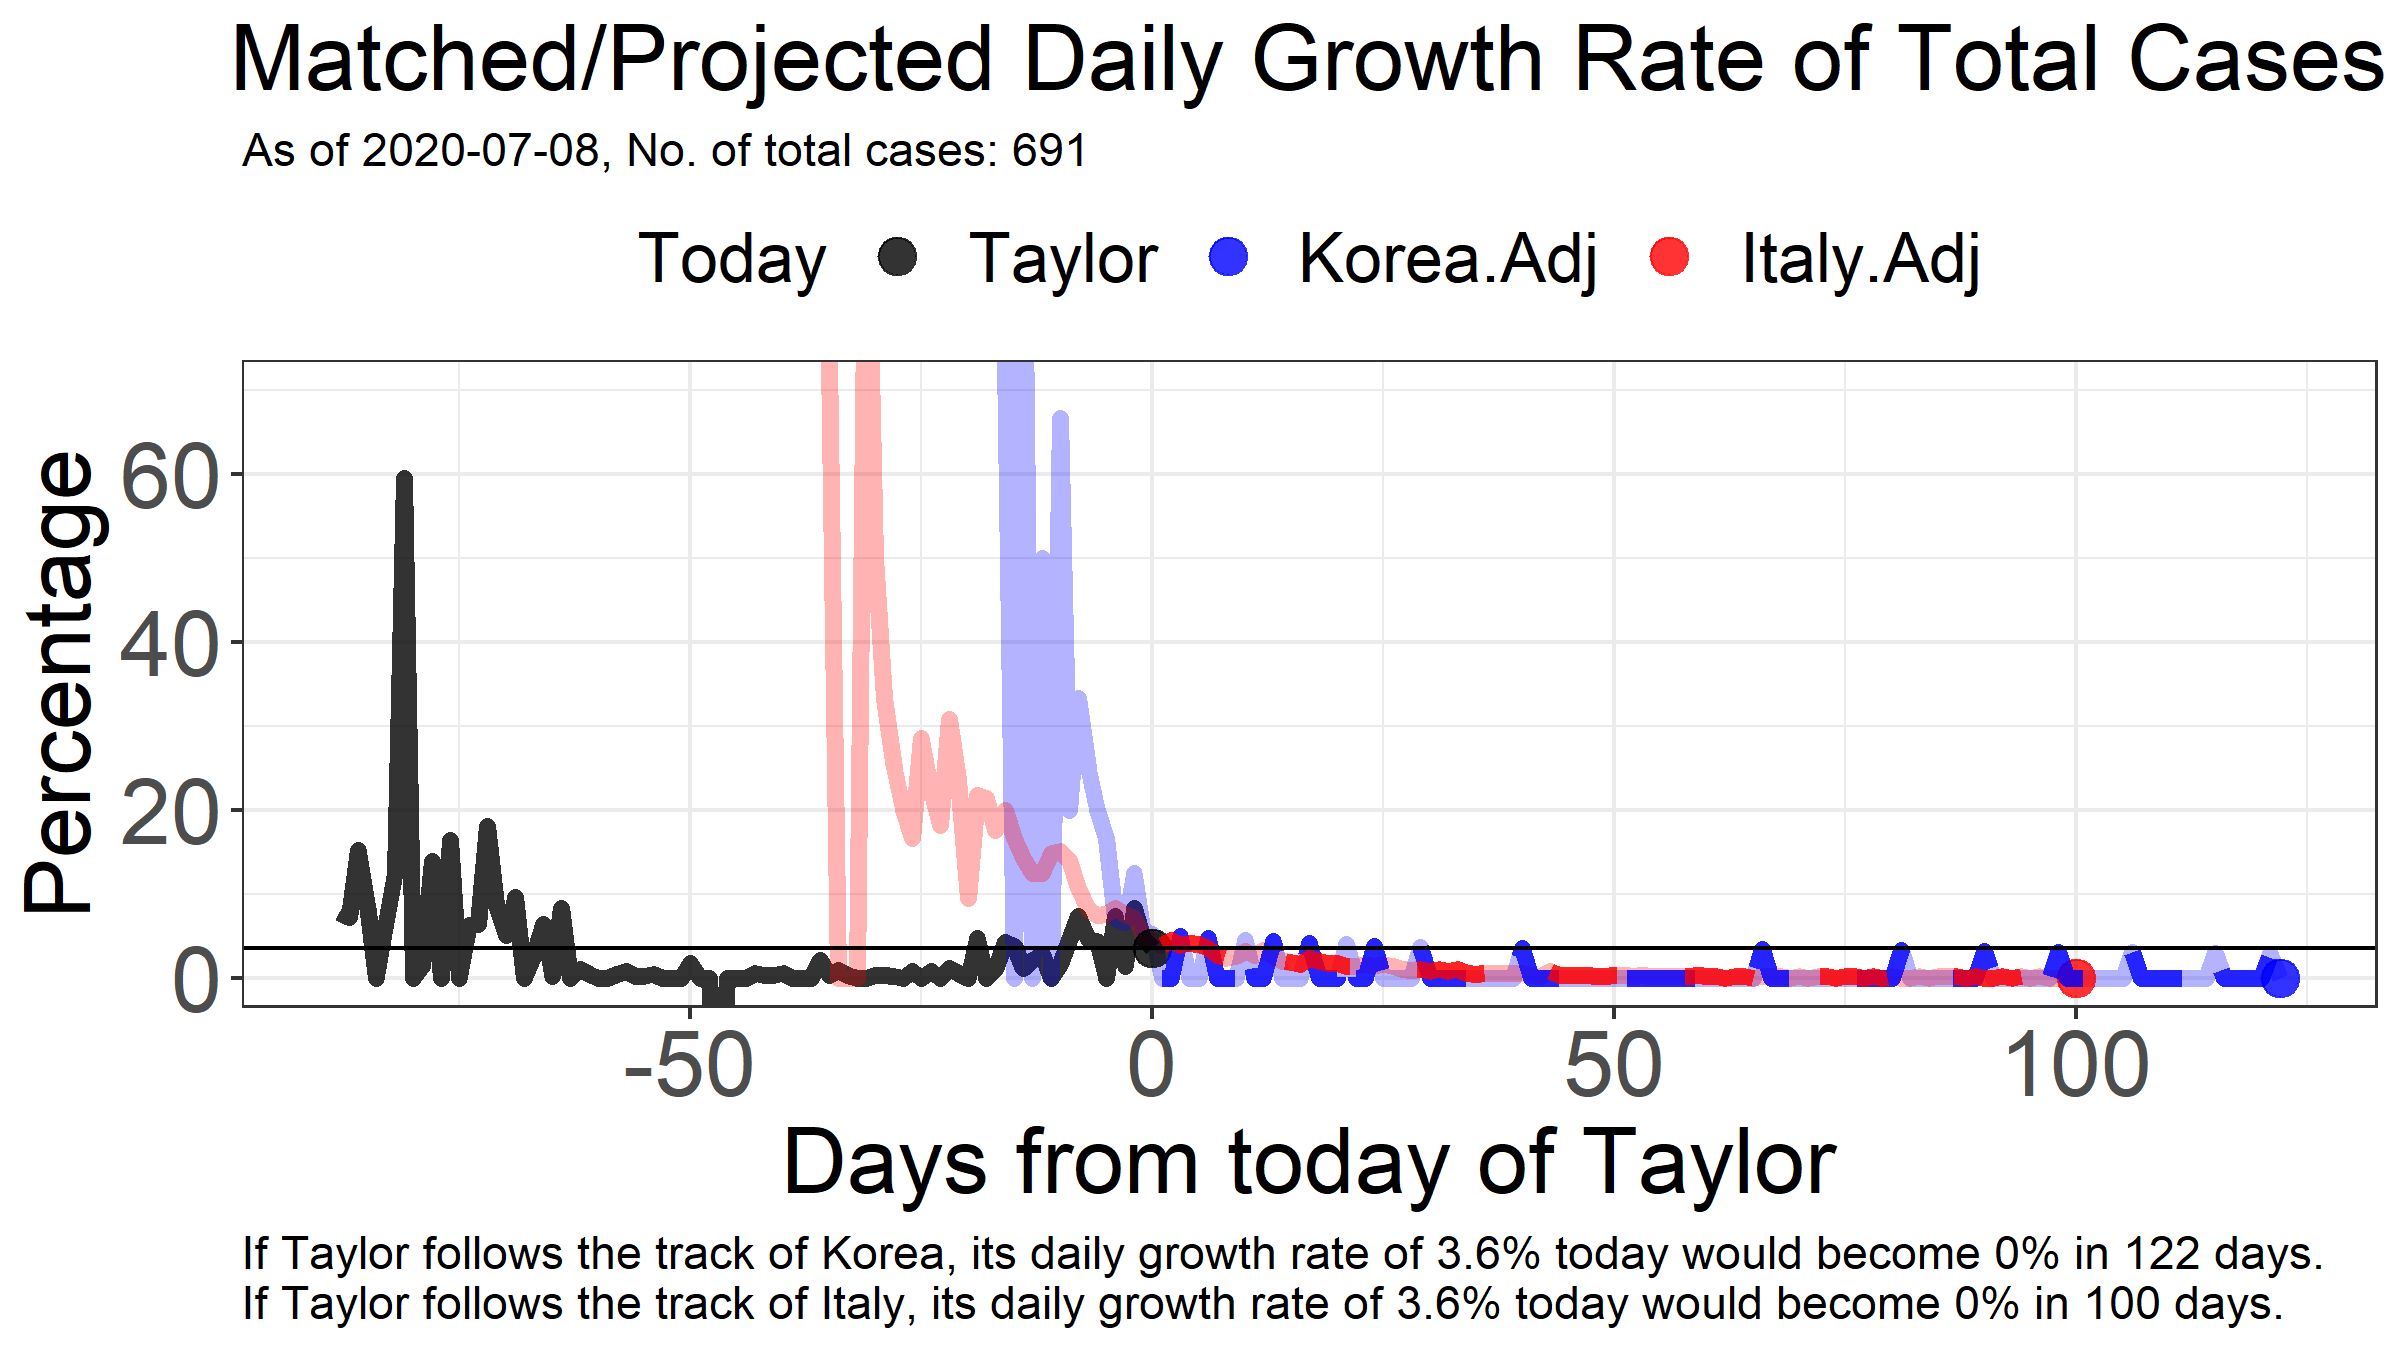 Matched/Projected Daily Growth Rate of Total Cases
As of 2020-07-08, No. of total cases: 691
Today Taylor Korea.Adj Italy.Adj
Percentage
60
40
20
0
-50 0 50 100
Days from today of Taylor
If Taylor follows the track of Korea, its daily growth rate of 3.6% today would become 0% in 122 days.
If Taylor follows the track of Italy, its daily growth rate of 3.6% today would become 0% in 100 days.